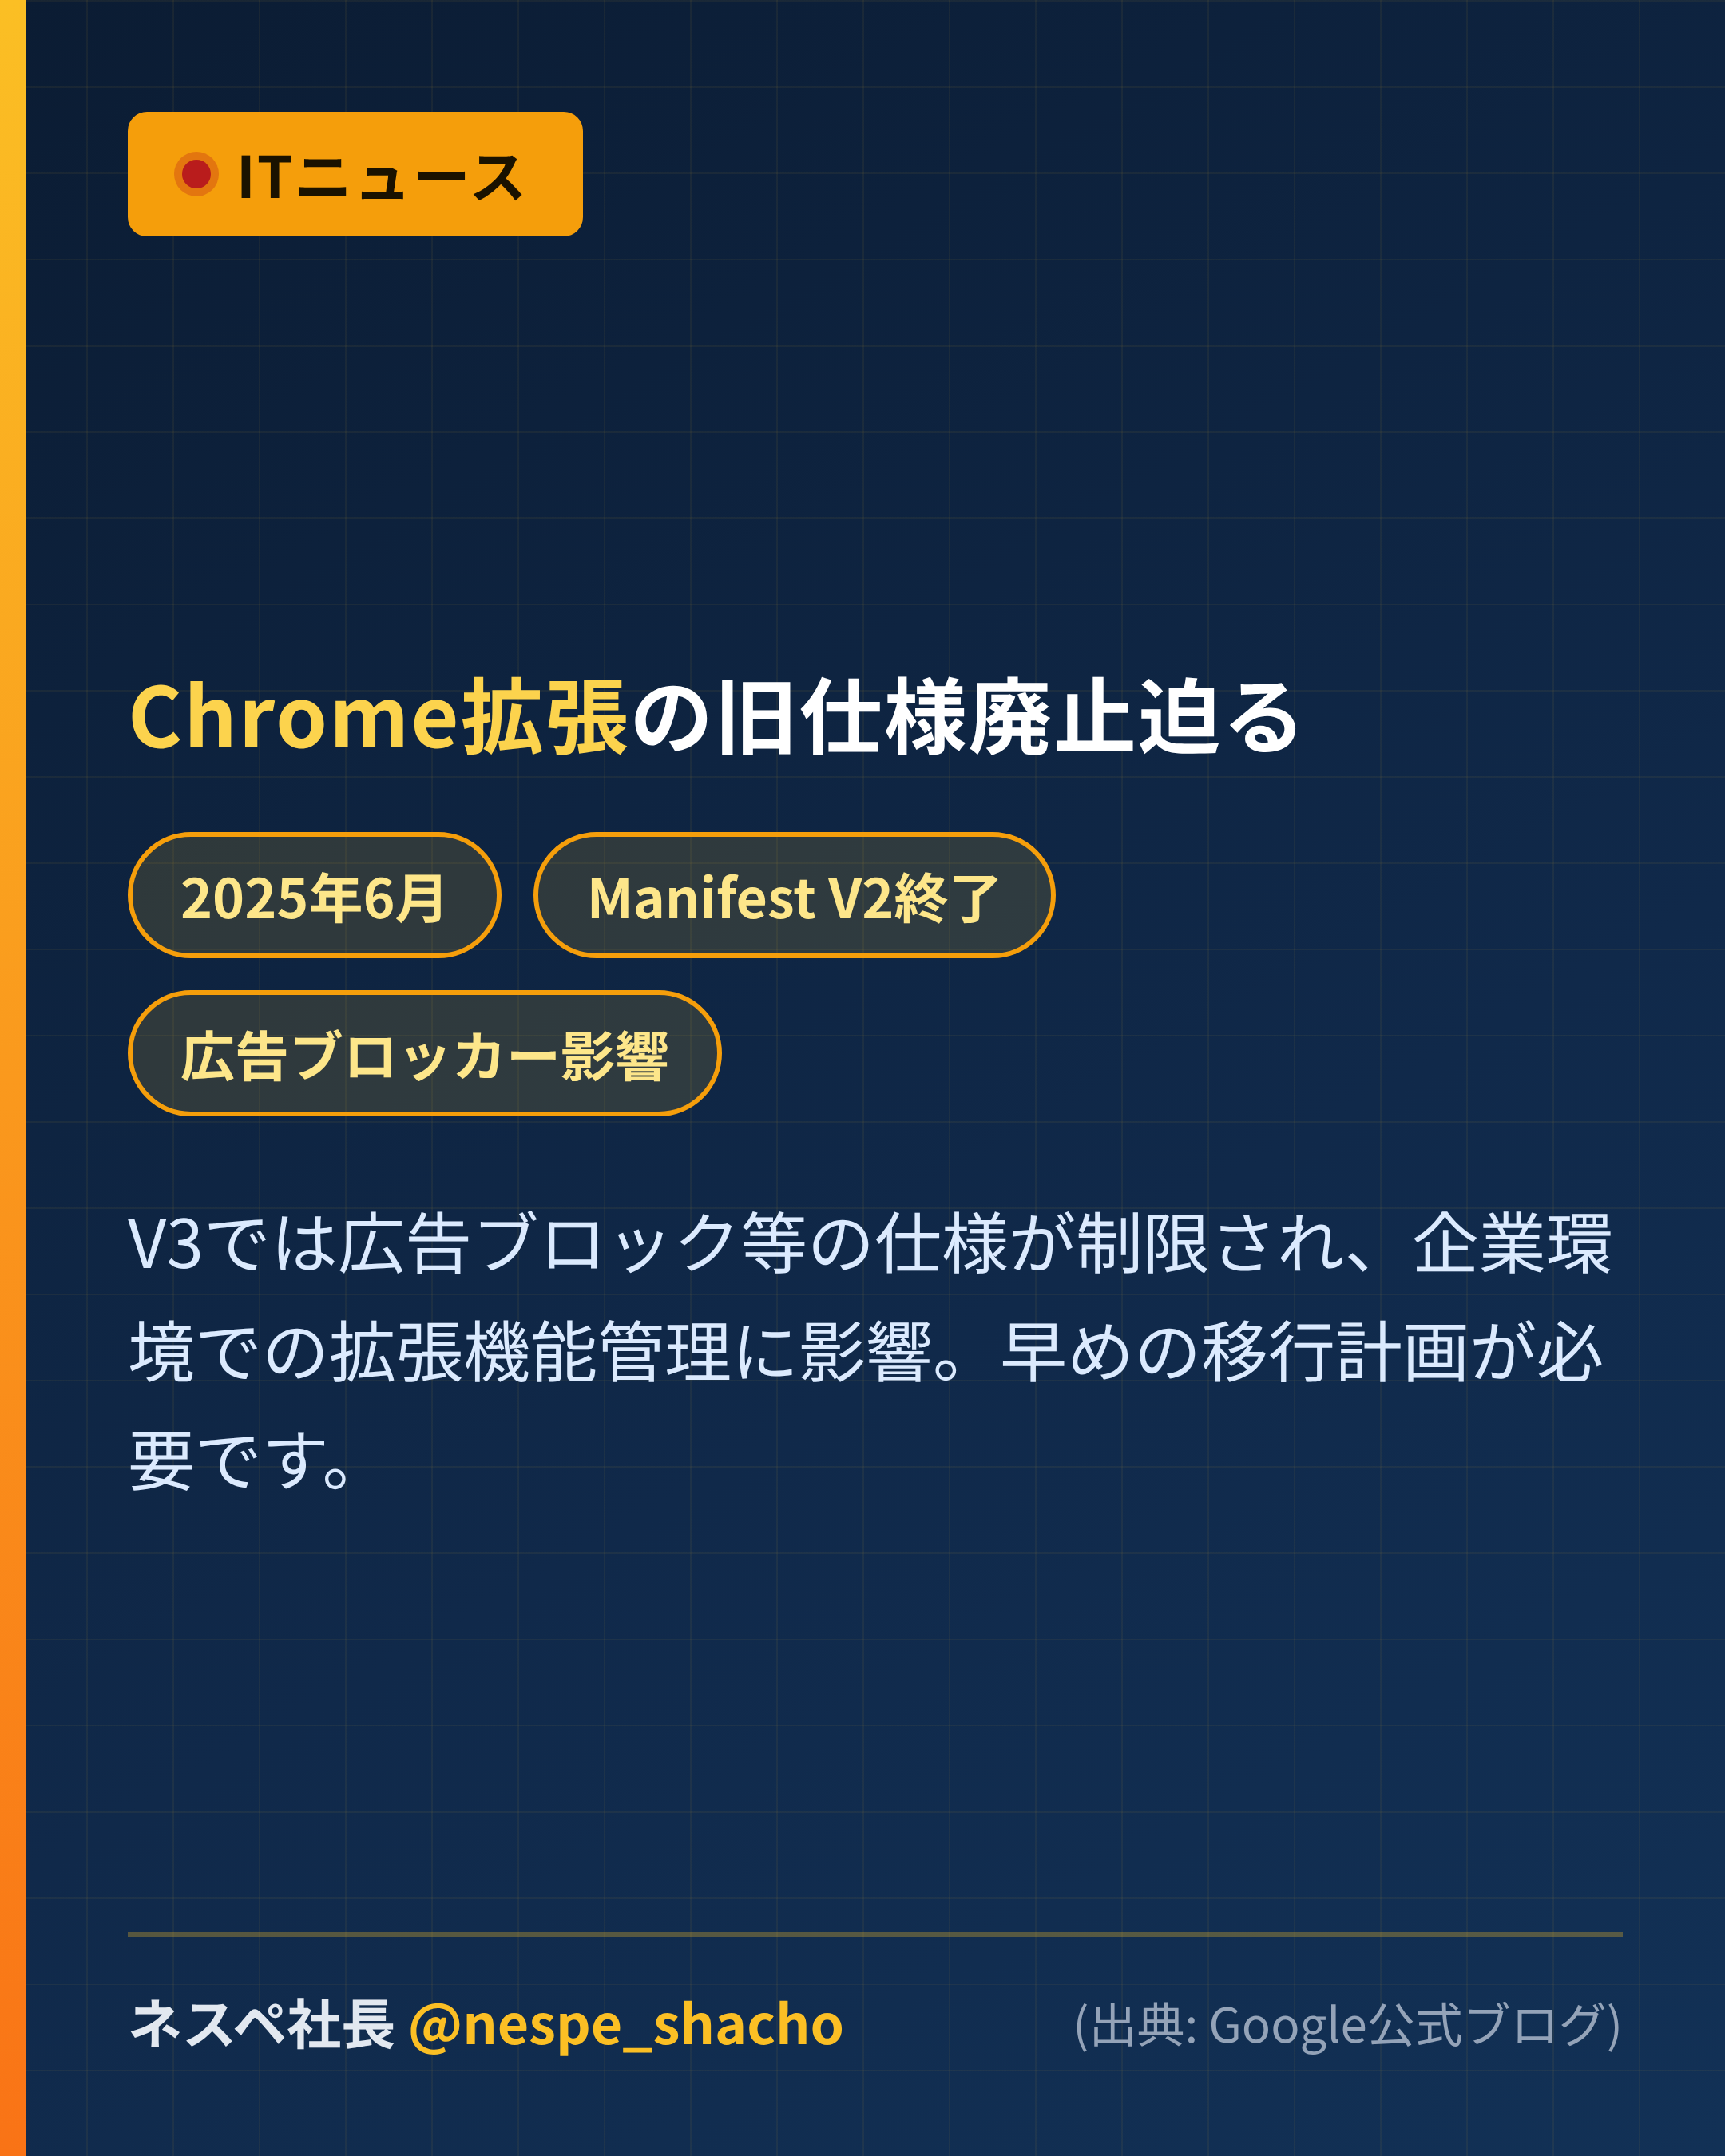 ITニュース
Chrome拡張の旧仕様廃止迫る
2025年6月
Manifest V2終了
広告ブロッカー影響
V3では広告ブロック等の仕様が制限され、企業環
境での拡張機能管理に影響。早めの移行計画が必
要です。
ネスペ社長 @nespe_shacho
(出典: Google公式ブログ)